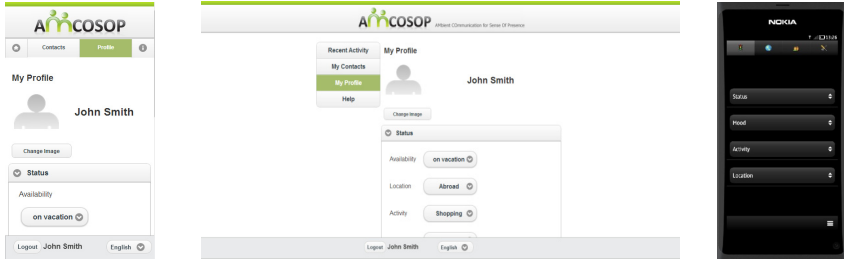 AmCOSOP
Contacts
Profile
My Profile
John Smith
Change Image
Status
Availability
on vacation
Logout
John Smith
English
AmCOSOP
Ambient COmmunication for Sense Of Presence
Recent Activity
My Contacts
My Profile
Help
My Profile
John Smith
Change Image
Status
Availability
on vacation
Location
Abroad
Activity
Shopping
Logout
John Smith
English
NOKIA
Status
Mood
Activity
Location